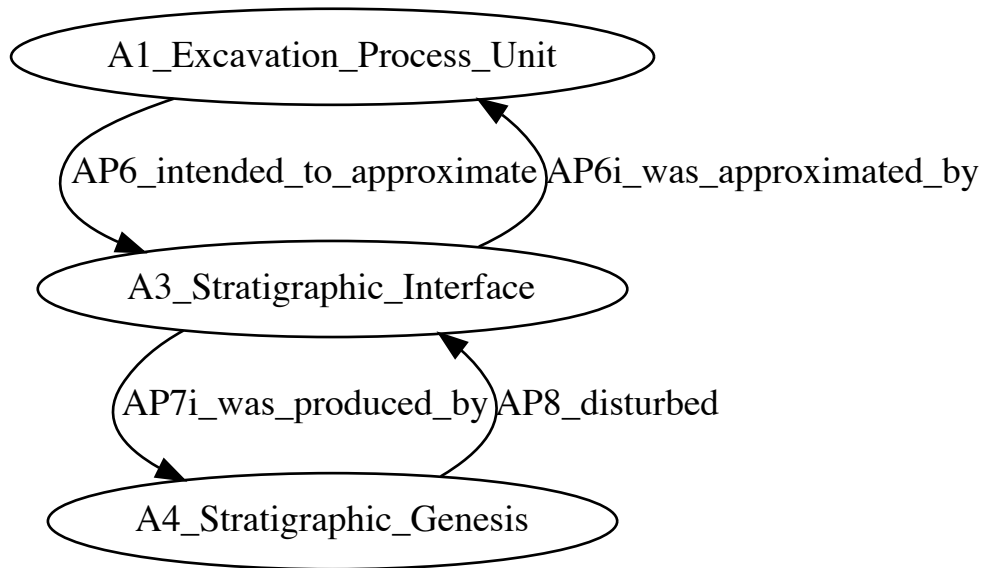 A1_Excavation_Process_Unit
AP6_intended_to_approximate
AP6i_was_approximated_by
A3_Stratigraphic_Interface
AP7i_was_produced_by
AP8_disturbed
A4_Stratigraphic_Genesis